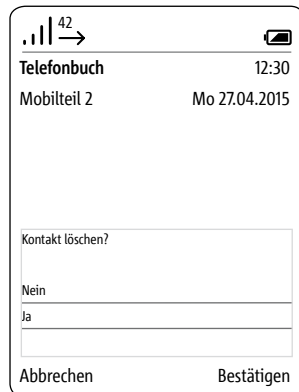 42
Telefonbuch 12:30
Mobilteil 2 Mo 27.04.2015
Kontakt löschen?
Nein
Ja
Abbrechen Bestätigen